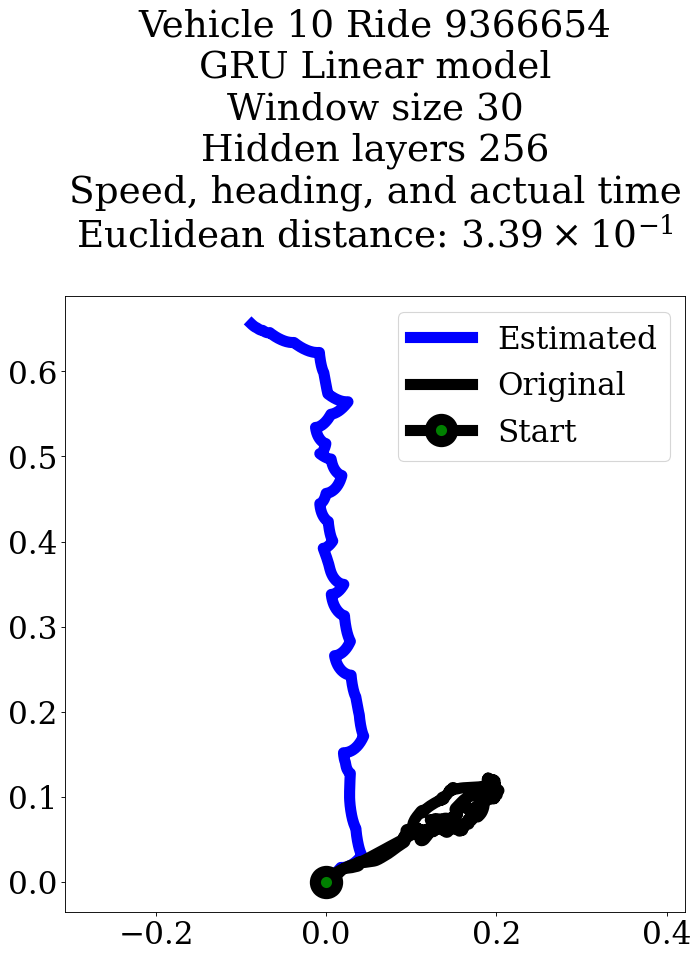 Vehicle 10 Ride 9366654
GRU Linear model
Window size 30
Hidden layers 256
Speed, heading, and actual time
Euclidean distance: 3.39 × 10⁻¹
Estimated
Original
Start
0.6
0.5
0.4
0.3
0.2
0.1
0.0
−0.2 0.0 0.2 0.4